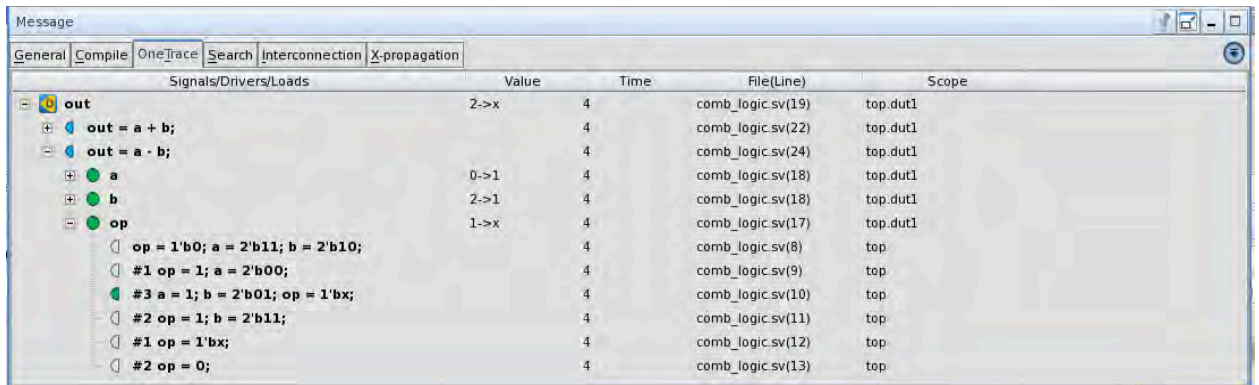 Message
General Compile OneTrace Search Interconnection X-propagation
Signals/Drivers/Loads Value Time File(Line) Scope
out 2->x 4 comb_logic.sv(19) top.dut1
out = a + b; 4 comb_logic.sv(22) top.dut1
out = a - b; 4 comb_logic.sv(24) top.dut1
a 0->1 4 comb_logic.sv(18) top.dut1
b 2->1 4 comb_logic.sv(18) top.dut1
op 1->x 4 comb_logic.sv(17) top.dut1
op = 1'b0; a = 2'b11; b = 2'b10; 4 comb_logic.sv(8) top
#1 op = 1; a = 2'b00; 4 comb_logic.sv(9) top
#3 a = 1; b = 2'b01; op = 1'bx; 4 comb_logic.sv(10) top
#2 op = 1; b = 2'b11; 4 comb_logic.sv(11) top
#1 op = 1'bx; 4 comb_logic.sv(12) top
#2 op = 0; 4 comb_logic.sv(13) top